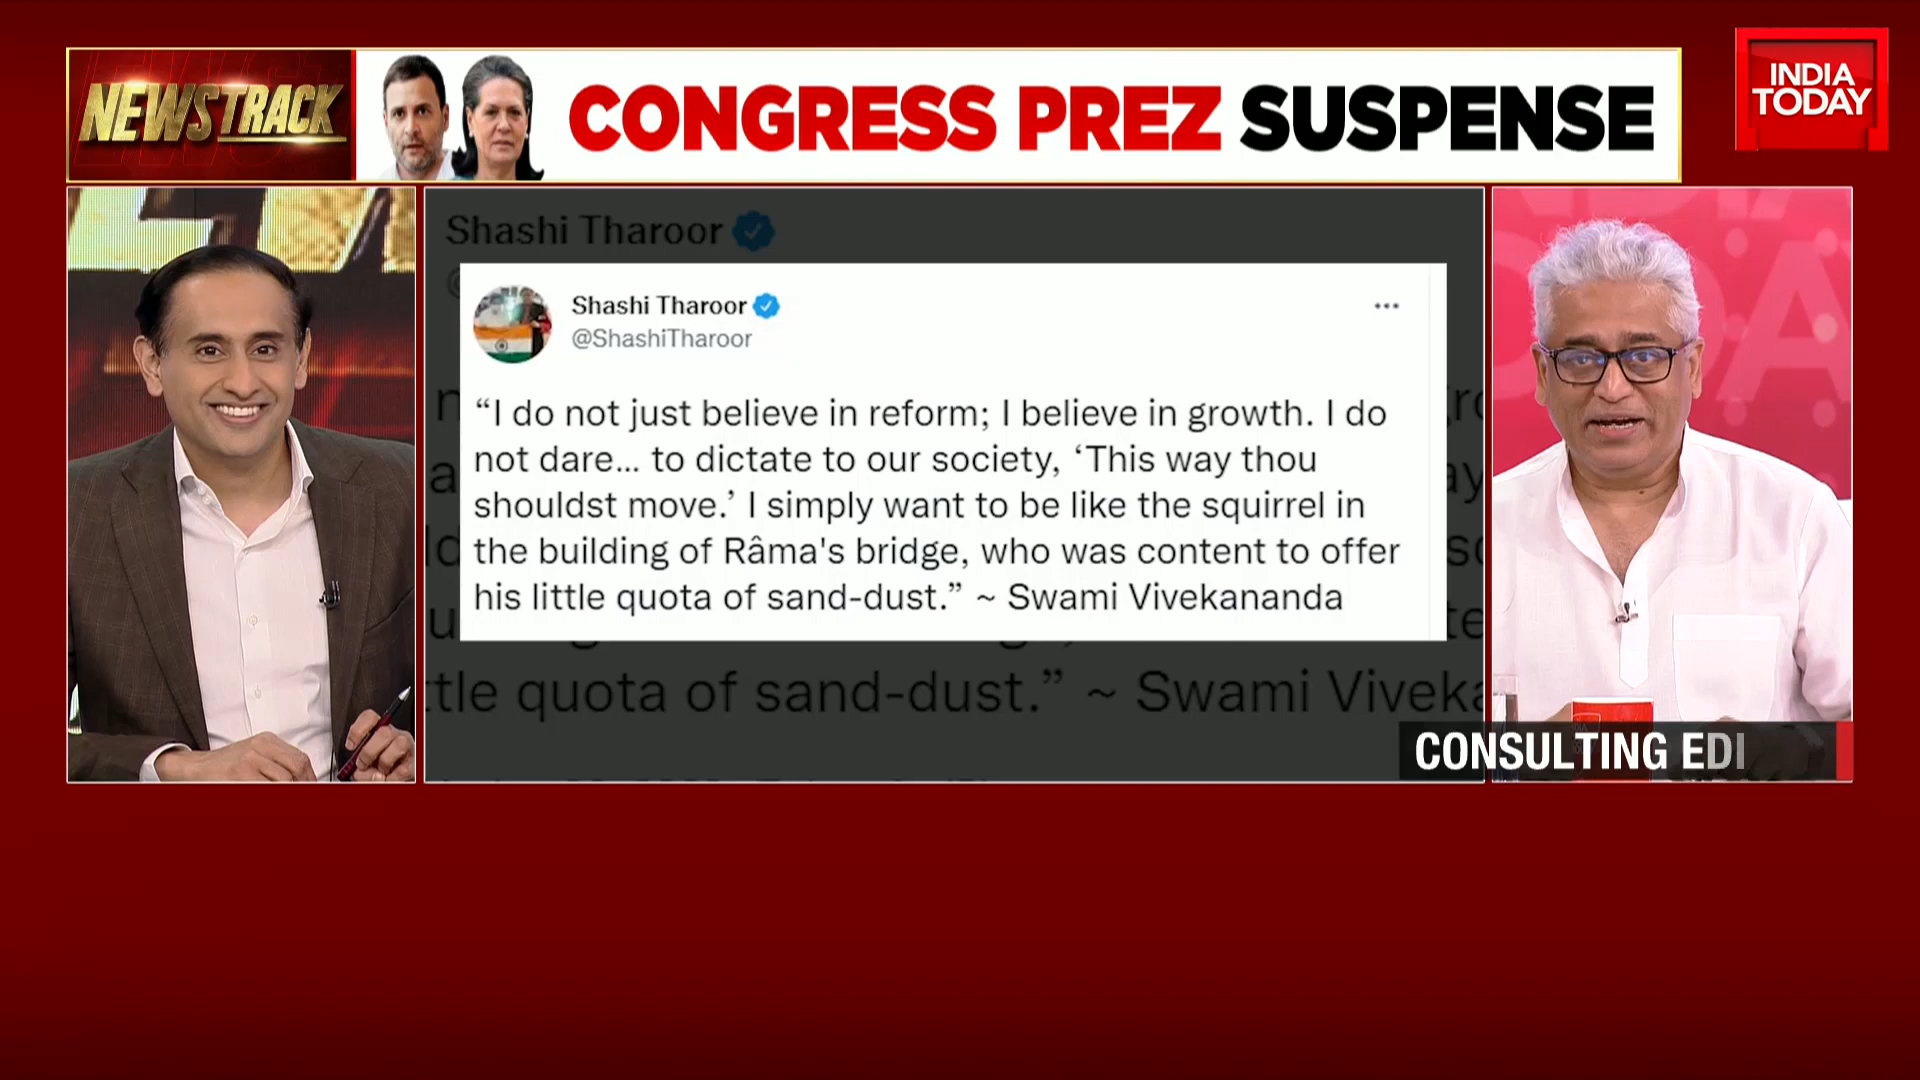 NEWSTRACK
CONGRESS PREZ SUSPENSE
INDIA
TODAY
Shashi Tharoor
Shashi Tharoor
@ShashiTharoor
“I do not just believe in reform; I believe in growth. I do
not dare... to dictate to our society, ‘This way thou
shouldst move.’ I simply want to be like the squirrel in
the building of Râma's bridge, who was content to offer
his little quota of sand-dust.” ~ Swami Vivekananda
ttle quota of sand-dust.” ~ Swami Viveka
CONSULTING EDI